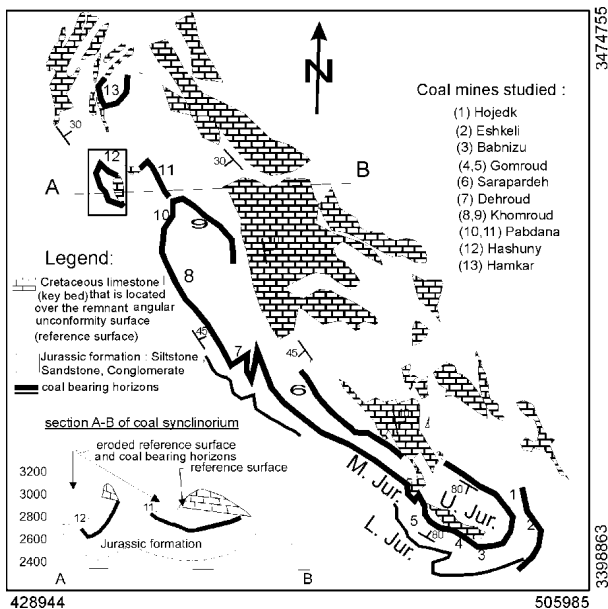 3474755
13
N
Coal mines studied :
(1) Hojedk
(2) Eshkeli
(3) Babnizu
(4,5) Gomroud
(6) Sarapardeh
(7) Dehroud
(8,9) Khomroud
(10,11) Pabdana
(12) Hashuny
(13) Hamkar
30
12
11
30
A
B
10
9
8
Legend:
Cretaceous limestone
(key bed) that is located
over the remnant angular
unconformity surface
(reference surface)
Jurassic formation : Siltstone
Sandstone, Conglomerate
coal bearing horizons
45
7
45
6
section A-B of coal synclinorium
eroded reference surface
and coal bearing horizons
reference surface
3200
3000
2800
2600
2400
12
11
Jurassic formation
A
B
M. Jur.
L. Jur.
U. Jur.
80
80
1
2
3
4
5
3398863
428944
505985